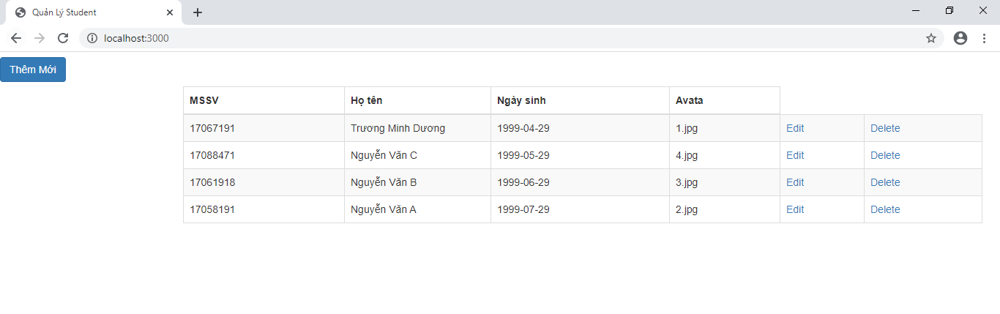 Quản Lý Student
localhost:3000
Thêm Mới
MSSV Họ tên Ngày sinh Avata
17067191 Trương Minh Dương 1999-04-29 1.jpg Edit Delete
17088471 Nguyễn Văn C 1999-05-29 4.jpg Edit Delete
17061918 Nguyễn Văn B 1999-06-29 3.jpg Edit Delete
17058191 Nguyễn Văn A 1999-07-29 2.jpg Edit Delete